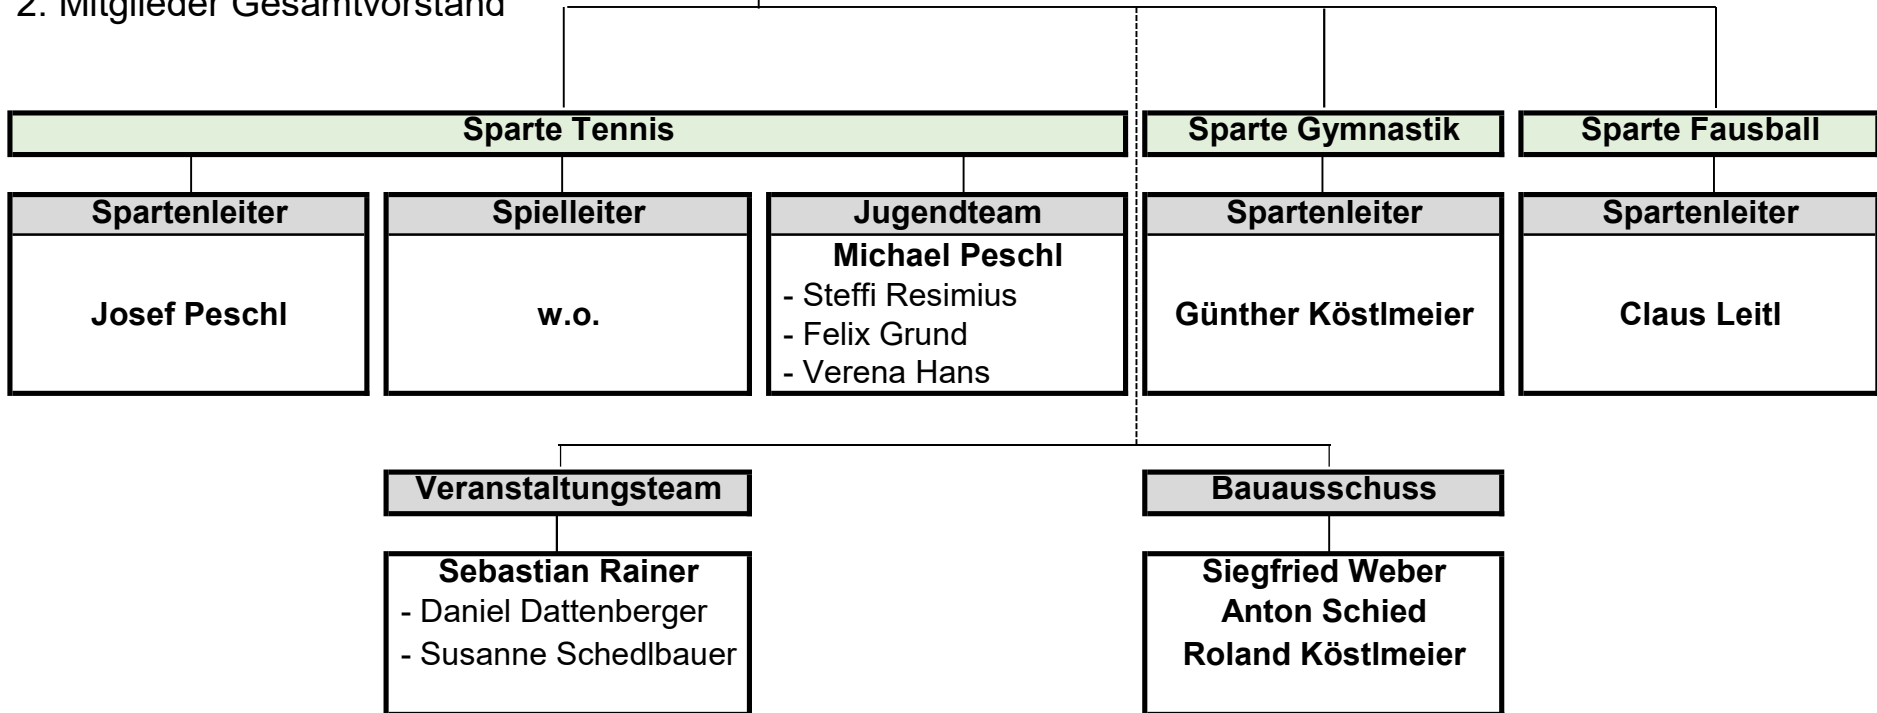 2. Mitglieder Gesamtvorstand
Sparte Tennis
Sparte Gymnastik
Sparte Fausball
Spartenleiter
Josef Peschl
Spielleiter
w.o.
Jugendteam
Michael Peschl
- Steffi Resimius
- Felix Grund
- Verena Hans
Spartenleiter
Günther Köstlmeier
Spartenleiter
Claus Leitl
Veranstaltungsteam
Sebastian Rainer
- Daniel Dattenberger
- Susanne Schedlbauer
Bauausschuss
Siegfried Weber
Anton Schied
Roland Köstlmeier